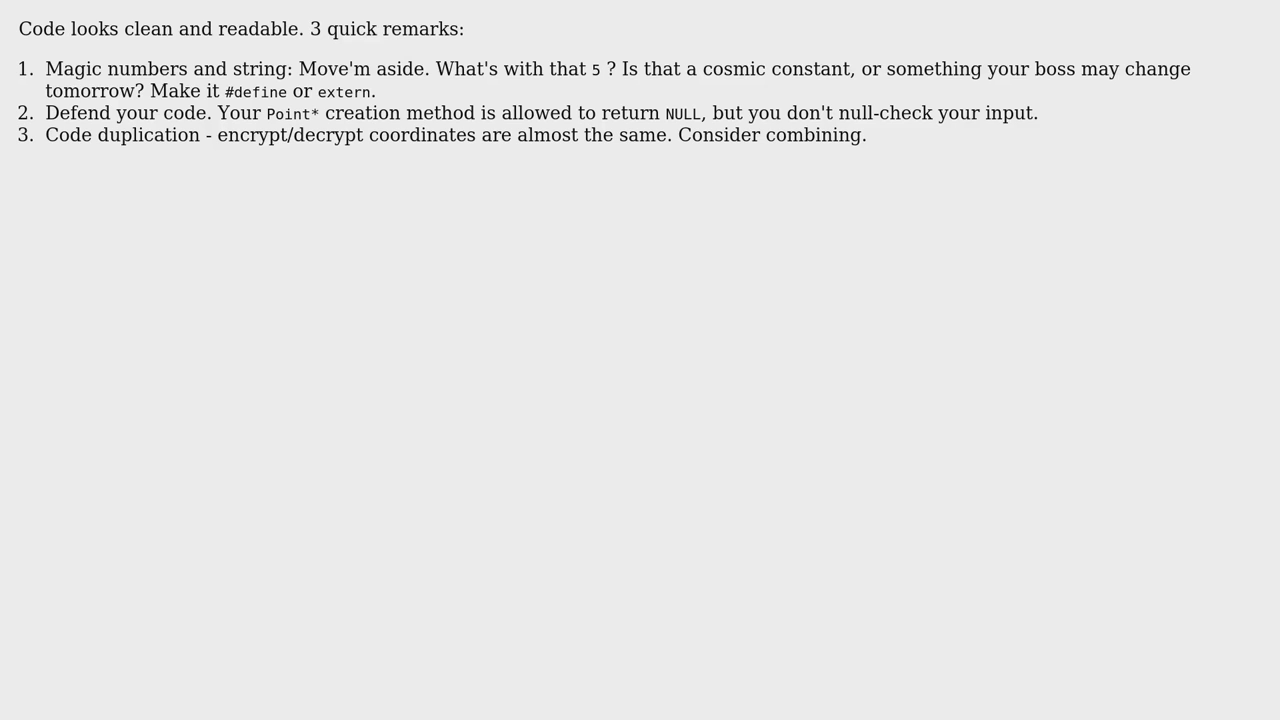 Code looks clean and readable. 3 quick remarks:
1. Magic numbers and string: Move'm aside. What's with that 5 ? Is that a cosmic constant, or something your boss may change
tomorrow? Make it #define or extern.
2. Defend your code. Your Point* creation method is allowed to return NULL, but you don't null-check your input.
3. Code duplication - encrypt/decrypt coordinates are almost the same. Consider combining.